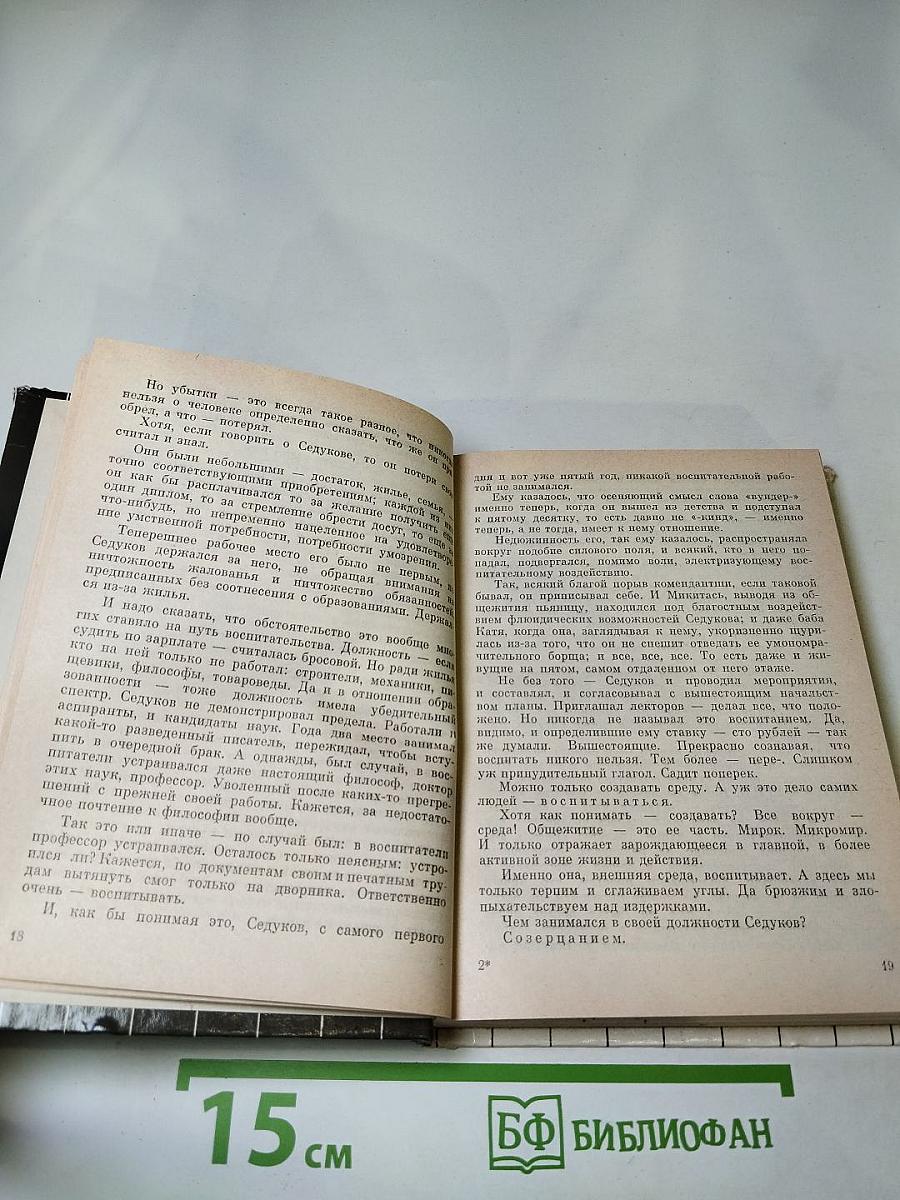 Но убытки — это всегда такое разное, что никогда
нельзя о человеке определенно сказать, что же он при-
обрел, а что — потерял.
Хотя, если говорить о Седукове, то он потери свои
считал и знал.
Они были небольшими — достаток, жилье, семья, —
точно соответствующими приобретениям; каждой из них
он как бы расплачивался то за желание получить еще
один диплом, то за стремление обрести досуг, то еще за
что-нибудь, но непременно нацеленное на удовлетворе-
ние умственной потребности, потребности умозрения.
Теперешнее рабочее место его было не первым, но
Седуков держался за него, не обращая внимания на
ничтожность жалованья и ничтожество обязанностей,
предписанных без соотнесения с образованиями. Держал-
ся из-за жилья.
И надо сказать, что обстоятельство это вообще мно-
гих ставило на путь воспитательства. Должность — если
судить по зарплате — считалась бросовой. Но ради жилья
кто на ней только не работал: строители, механики, пи-
щевики, философы, товароведы. Да и в отношении обра-
зованности — тоже должность имела убедительный
спектр. Седуков не демонстрировал предела. Работали и
аспиранты, и кандидаты наук. Года два место занимал
какой-то разведенный писатель, пережидал, чтобы всту-
пить в очередной брак. А однажды, был случай, в вос-
питатели устраивался даже настоящий философ, доктор
этих наук, профессор. Уволенный после каких-то прегре-
шений с прежней своей работы. Кажется, за недостато-
чное почтение к философии вообще.
Так это или иначе — но случай был: в воспитатели
профессор устраивался. Осталось только неясным: устро-
ился ли? Кажется, по документам своим и печатным тру-
дам вытянуть смог только на дворника. Ответственно
очень — воспитывать.
И, как бы понимая это, Седуков, с самого первого
18
дня и вот уже пятый год, никакой воспитательной рабо-
той не занимался.
Ему казалось, что осеняющий смысл слова «вундер-»
именно теперь, когда он вышел из детства и подступал
к пятому десятку, то есть давно не «-кинд», — именно
теперь, а не тогда, имеет к нему отношение.
Недюжинность его, так ему казалось, распространяла
вокруг подобие силового поля, и всякий, кто в него по-
падал, подвергался, помимо воли, электризующему вос-
питательному воздействию.
Так, всякий благой порыв комендантши, если таковой
бывал, он приписывал себе. И Микитась, выводя из об-
щежития пьяницу, находился под благостным воздейст-
вием флюидических возможностей Седукова; и даже баба
Катя, когда она, заглядывая к нему, укоризненно щури-
лась из-за того, что он не спешит отведать ее умопомра-
чительного борща; и все, все, все. То есть даже и жи-
вущие на пятом, самом отдаленном от него этаже.
Не без того — Седуков и проводил мероприятия,
и составлял, и согласовывал с вышестоящим начальст-
вом планы. Приглашал лекторов — делал все, что поло-
жено. Но никогда не называл это воспитанием. Да,
видимо, и определившие ему ставку — сто рублей — так
же думали. Вышестоящие. Прекрасно сознавая, что
воспитать никого нельзя. Тем более — пере-. Слишком
уж принудительный глагол. Садит поперек.
Можно только создавать среду. А уж это дело самих
людей — воспитываться.
Хотя как понимать — создавать? Все вокруг —
среда! Общежитие — это ее часть. Мирок. Микромир.
И только отражает зарождающееся в главной, в более
активной зоне жизни и действия.
Именно она, внешняя среда, воспитывает. А здесь мы
только терпим и сглаживаем углы. Да брюзжим и зло-
пыхательствуем над издержками.
Чем занимался в своей должности Седуков?
Созерцанием.
2*
19
15 см
БФ БИБЛИОФАН